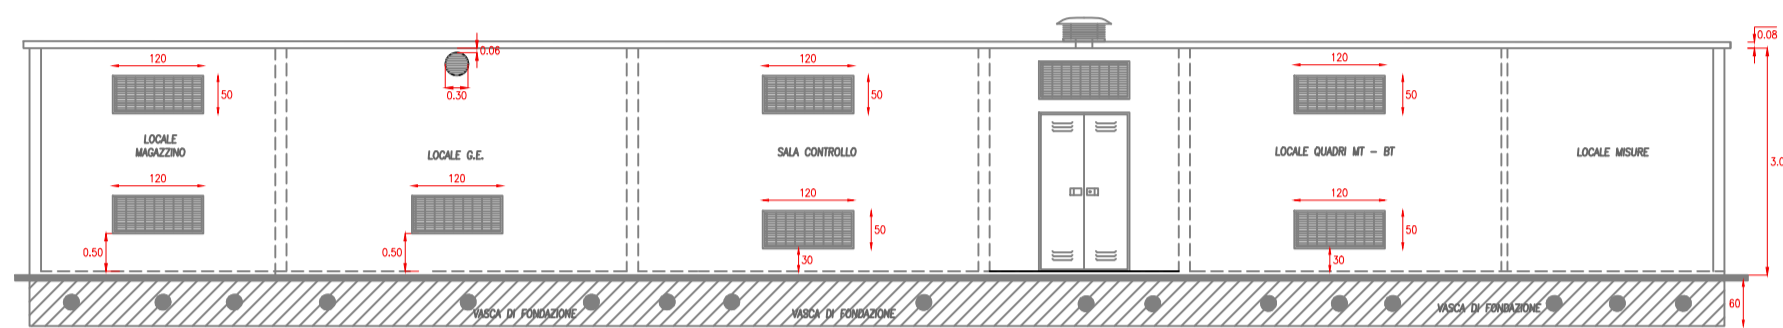 0.08
120
0.06
120
120
50
0.30
50
50
LOCALE
MAGAZZINO
LOCALE G.E.
SALA CONTROLLO
LOCALE QUADRI MT – BT
LOCALE MISURE
120
120
120
120
50
50
0.50
0.50
30
30
60
VASCA DI FONDAZIONE
VASCA DI FONDAZIONE
VASCA DI FONDAZIONE